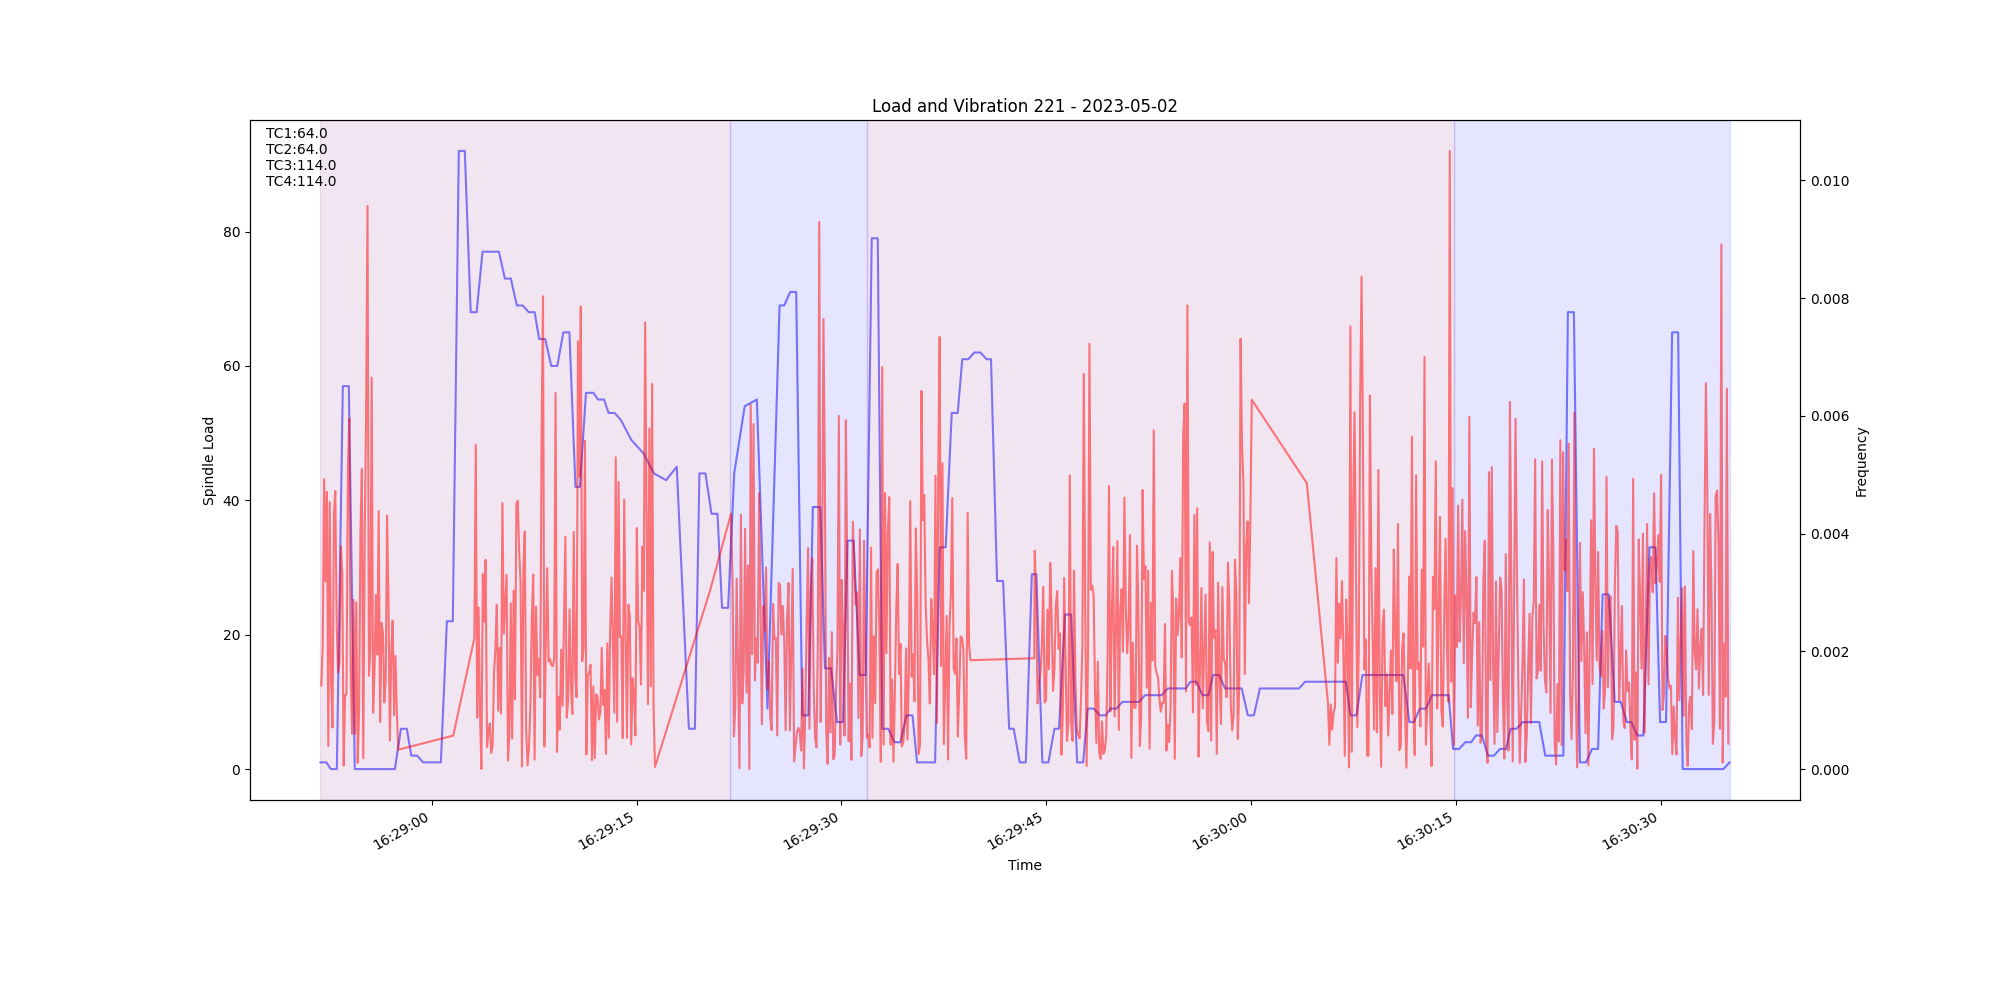 Load and Vibration 221 - 2023-05-02
TC1:64.0
TC2:64.0
TC3:114.0
TC4:114.0
80
60
40
20
0
Spindle Load
0.010
0.008
0.006
0.004
0.002
0.000
Frequency
16:29:00
16:29:15
16:29:30
16:29:45
16:30:00
16:30:15
16:30:30
Time